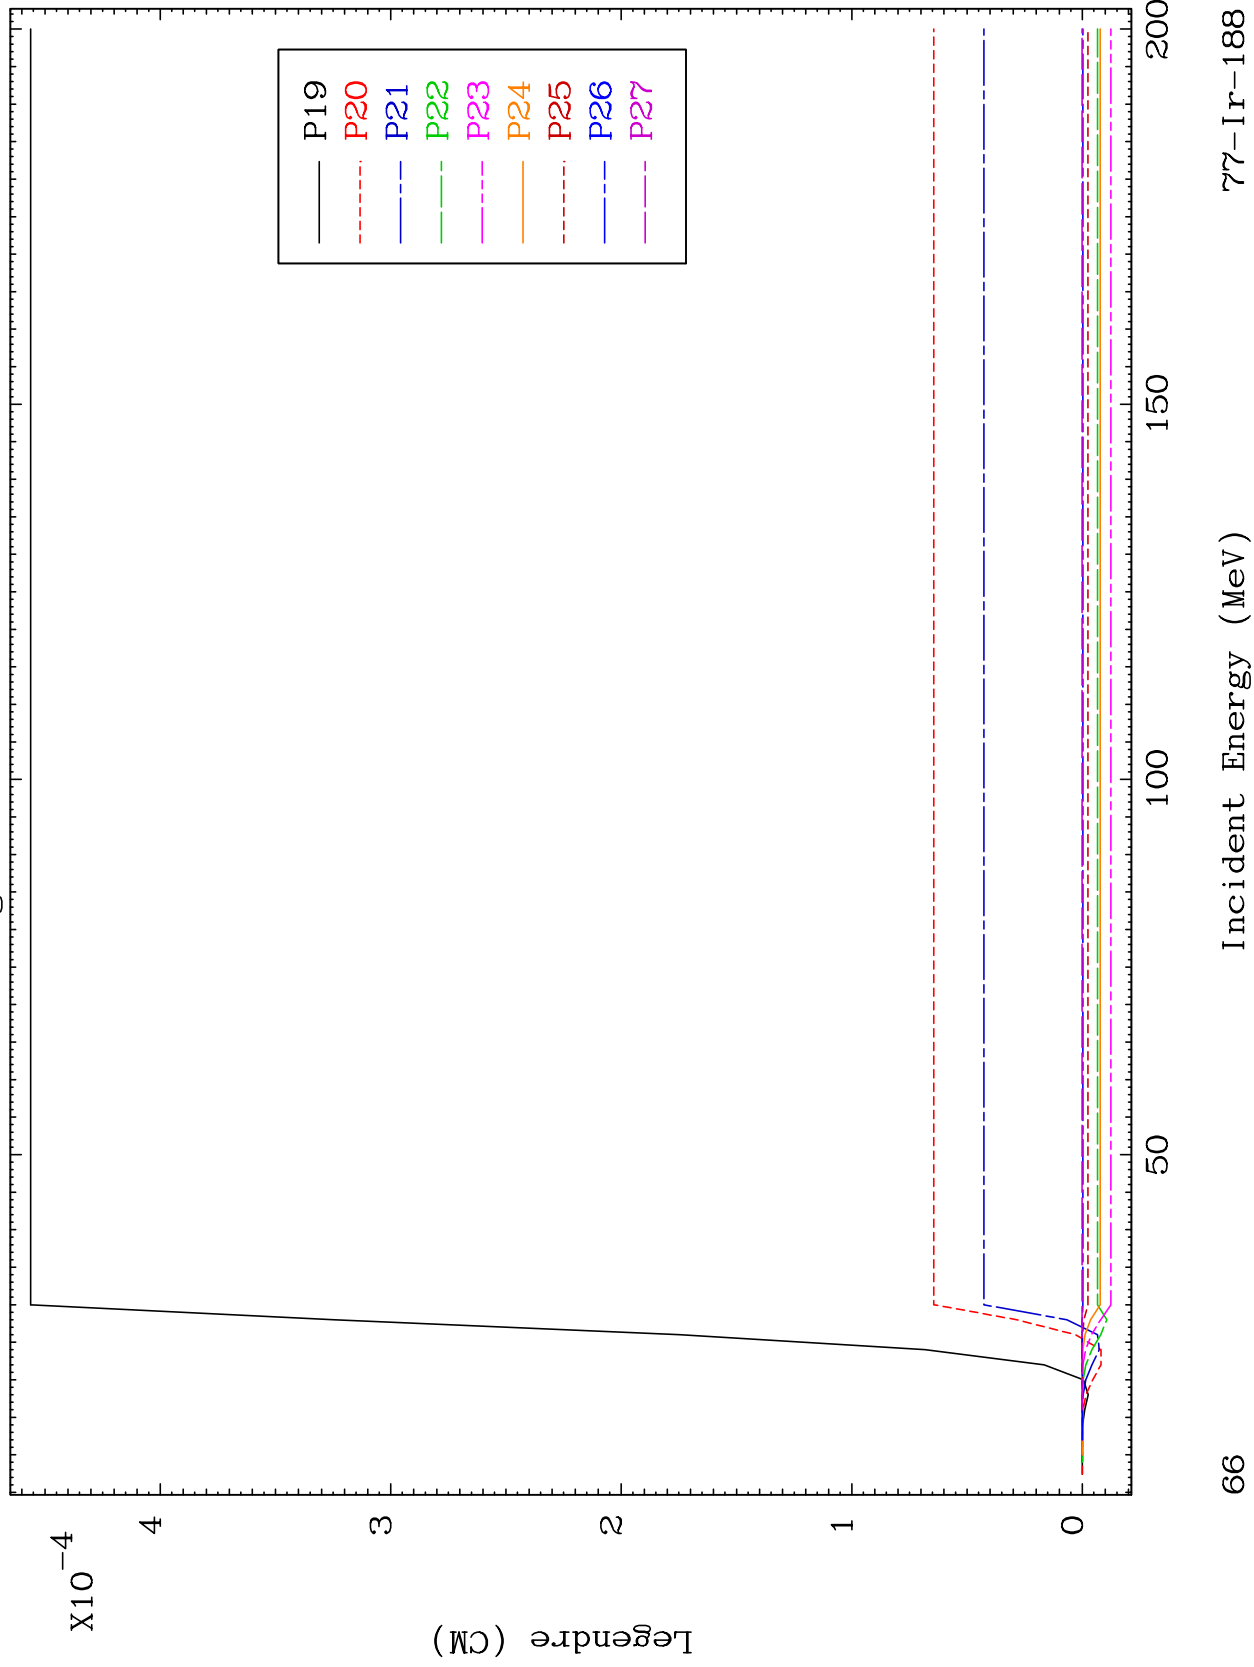 X10-4
4
3
2
1
0
Legendre (CM)
P19
P20
P21
P22
P23
P24
P25
P26
P27
50
100
150
200
Incident Energy (MeV)
66
77-Ir-188